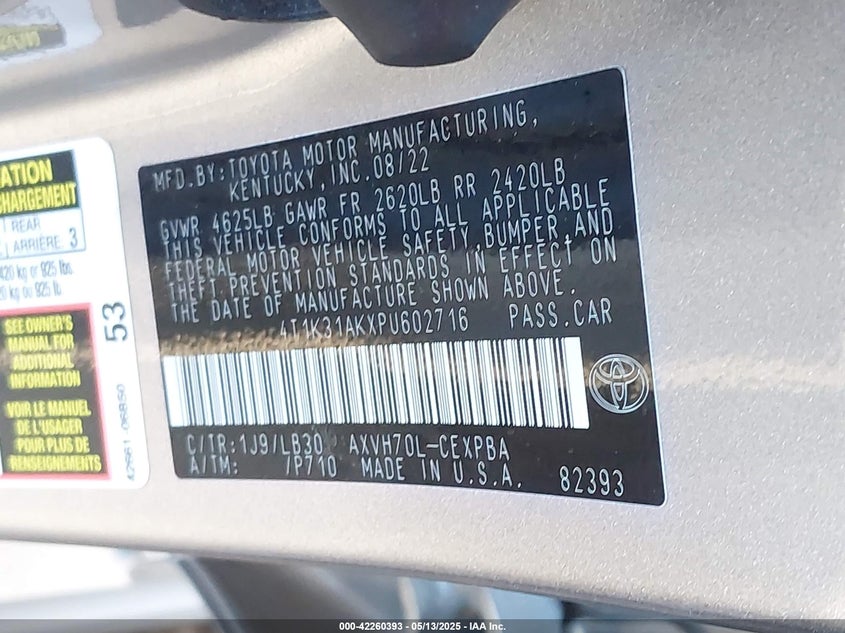 ATION
CHARGEMENT
REAR
ARRIÈRE 3
420 kg or 925 lbs.
20 kg ou 925 lb
SEE OWNER'S
MANUAL FOR
ADDITIONAL
INFORMATION
VOIR LE MANUEL
DE L'USAGER
POUR PLUS DE
RENSEIGNEMENTS
53
42661-06B50
MFD.BY:TOYOTA MOTOR MANUFACTURING,
KENTUCKY,INC.08/22
GVWR 4625LB GAWR FR 2620LB RR 2420LB
THIS VEHICLE CONFORMS TO ALL APPLICABLE
FEDERAL MOTOR VEHICLE SAFETY,BUMPER,AND
THEFT PREVENTION STANDARDS IN EFFECT ON
THE DATE OF MANUFACTURE SHOWN ABOVE.
4T1K31AKXPU602716 PASS.CAR
C/TR:1J9/LB30 AXVH70L-CEXPBA
A/TM: /P710 MADE IN U.S.A.
82393
000-42260393 - 05/13/2025 - IAA Inc.